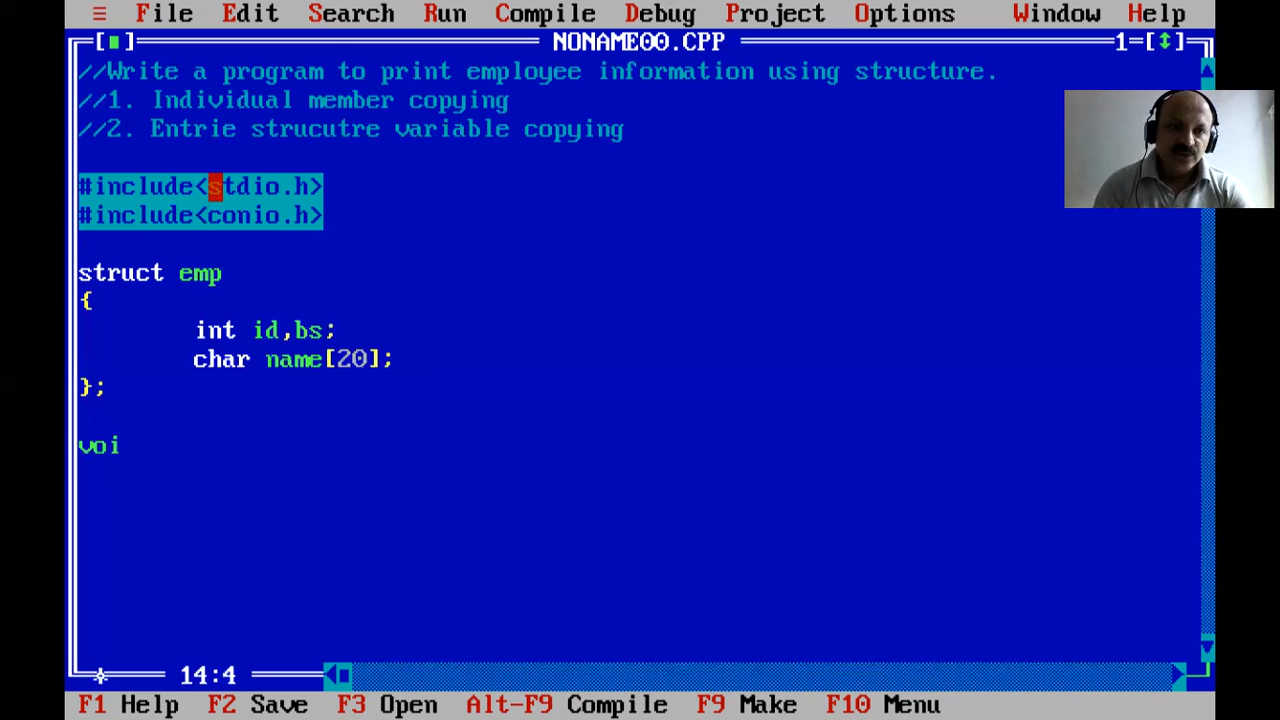 ≡ File Edit Search Run Compile Debug Project Options Window Help
[■] NONAME00.CPP 1=[↕]
//Write a program to print employee information using structure.
//1. Individual member copying
//2. Entrie strucutre variable copying
#include<stdio.h>
#include<conio.h>
struct emp
{
int id,bs;
char name[20];
};
voi
14:4
F1 Help F2 Save F3 Open Alt-F9 Compile F9 Make F10 Menu